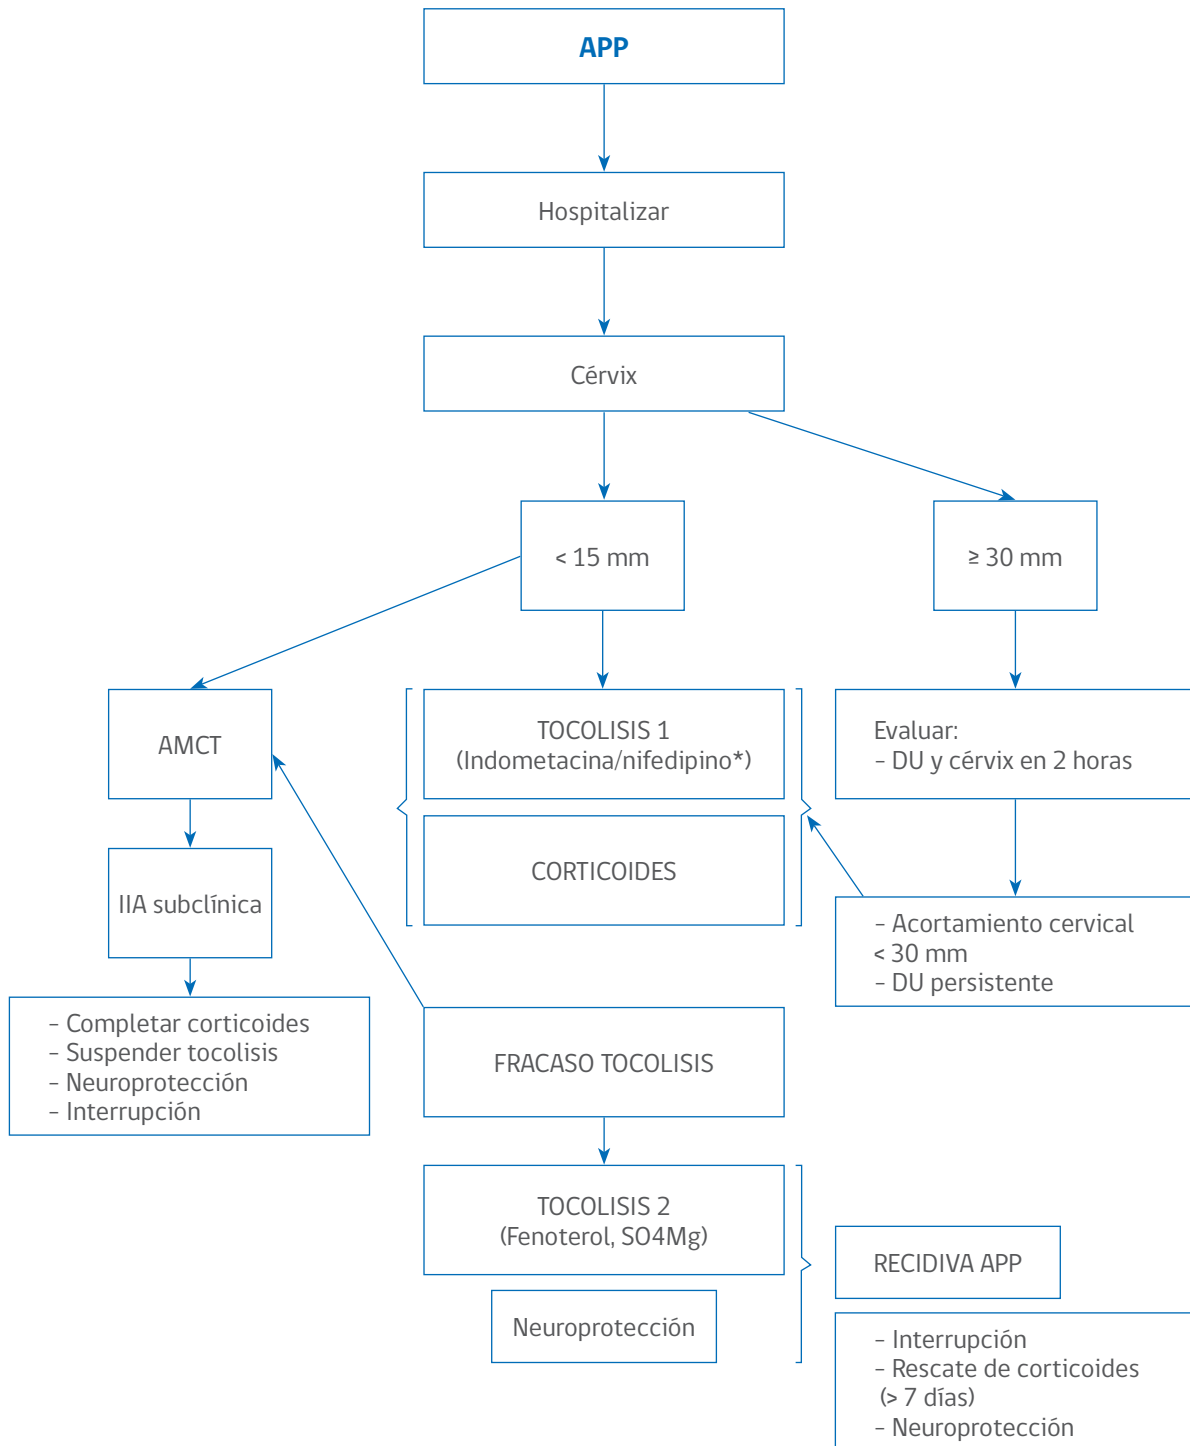 APP
Hospitalizar
Cérvix
< 15 mm
≥ 30 mm
AMCT
TOCOLISIS 1
(Indometacina/nifedipino*)
Evaluar:
– DU y cérvix en 2 horas
IIA subclínica
CORTICOIDES
– Acortamiento cervical
< 30 mm
– DU persistente
– Completar corticoides
– Suspender tocolisis
– Neuroprotección
– Interrupción
FRACASO TOCOLISIS
TOCOLISIS 2
(Fenoterol, SO4Mg)
RECIDIVA APP
Neuroprotección
– Interrupción
– Rescate de corticoides
(> 7 días)
– Neuroprotección